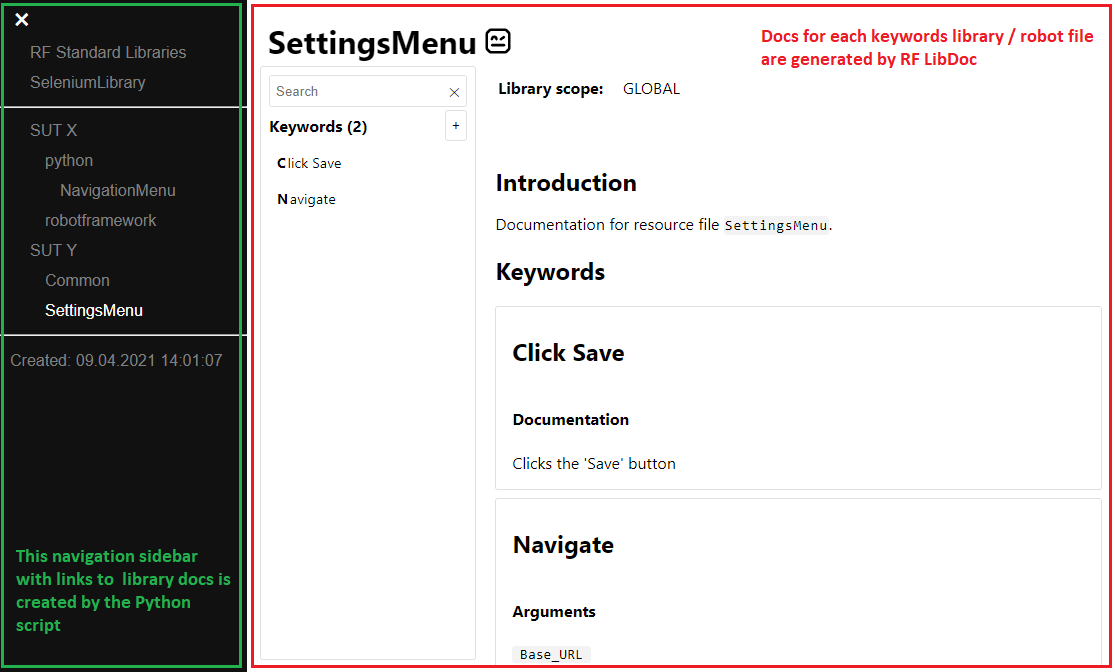 ×
RF Standard Libraries
SeleniumLibrary
SUT X
python
NavigationMenu
robotframework
SUT Y
Common
SettingsMenu
Created: 09.04.2021 14:01:07
This navigation sidebar
with links to  library docs is
created by the Python
script
SettingsMenu
Docs for each keywords library / robot file
are generated by RF LibDoc
Search ×
Keywords (2) +
Click Save
Navigate
Library scope: GLOBAL
Introduction
Documentation for resource file SettingsMenu.
Keywords
Click Save
Documentation
Clicks the 'Save' button
Navigate
Arguments
Base_URL